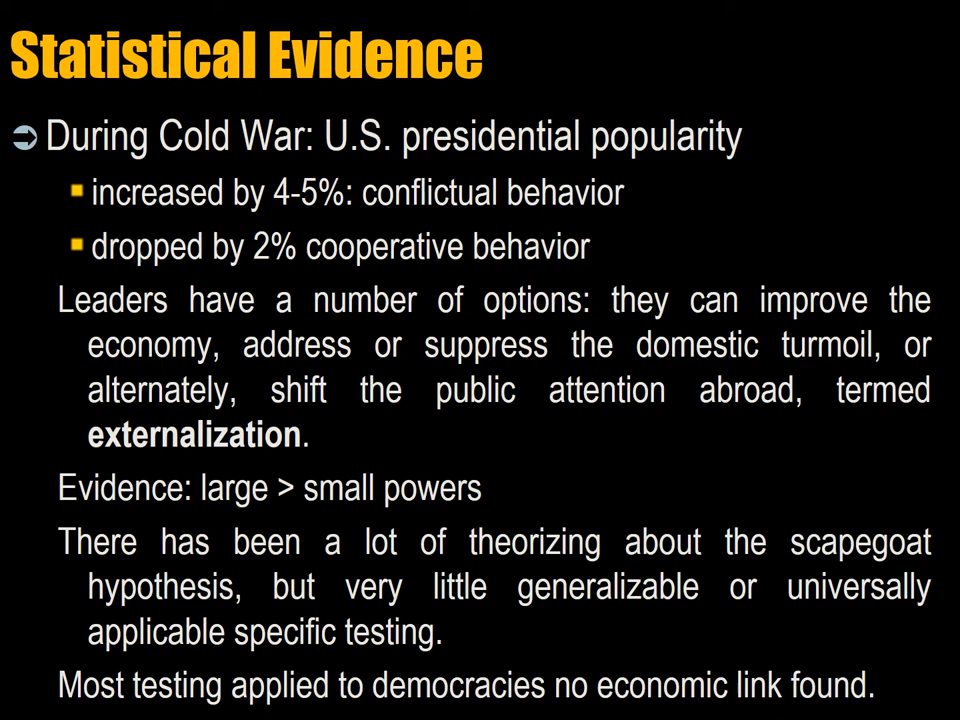 Statistical Evidence
During Cold War: U.S. presidential popularity
increased by 4-5%: conflictual behavior
dropped by 2% cooperative behavior
Leaders have a number of options: they can improve the
economy, address or suppress the domestic turmoil, or
alternately, shift the public attention abroad, termed
externalization.
Evidence: large > small powers
There has been a lot of theorizing about the scapegoat
hypothesis, but very little generalizable or universally
applicable specific testing.
Most testing applied to democracies no economic link found.